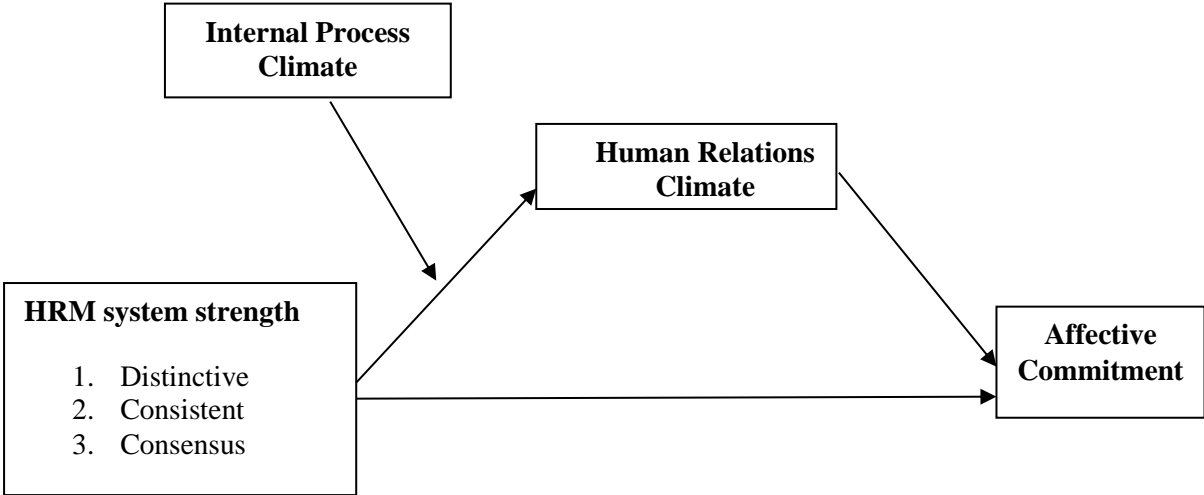 Internal Process
Climate
Human Relations
Climate
HRM system strength
1. Distinctive
2. Consistent
3. Consensus
Affective
Commitment